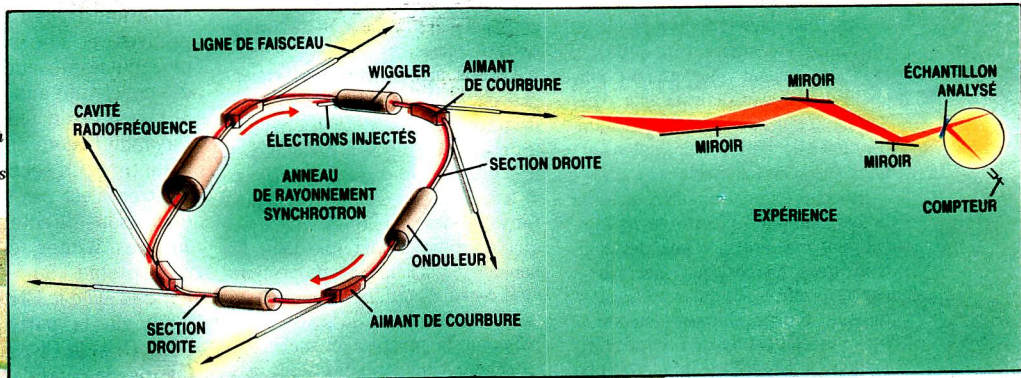 LIGNE DE FAISCEAU
WIGGLER
AIMANT
DE COURBURE
CAVITÉ
RADIOFRÉQUENCE
ÉLECTRONS INJECTÉS
ANNEAU
DE RAYONNEMENT
SYNCHROTRON
SECTION DROITE
ONDULEUR
AIMANT DE COURBURE
SECTION
DROITE
MIROIR
MIROIR
MIROIR
ÉCHANTILLON
ANALYSÉ
COMPTEUR
EXPÉRIENCE